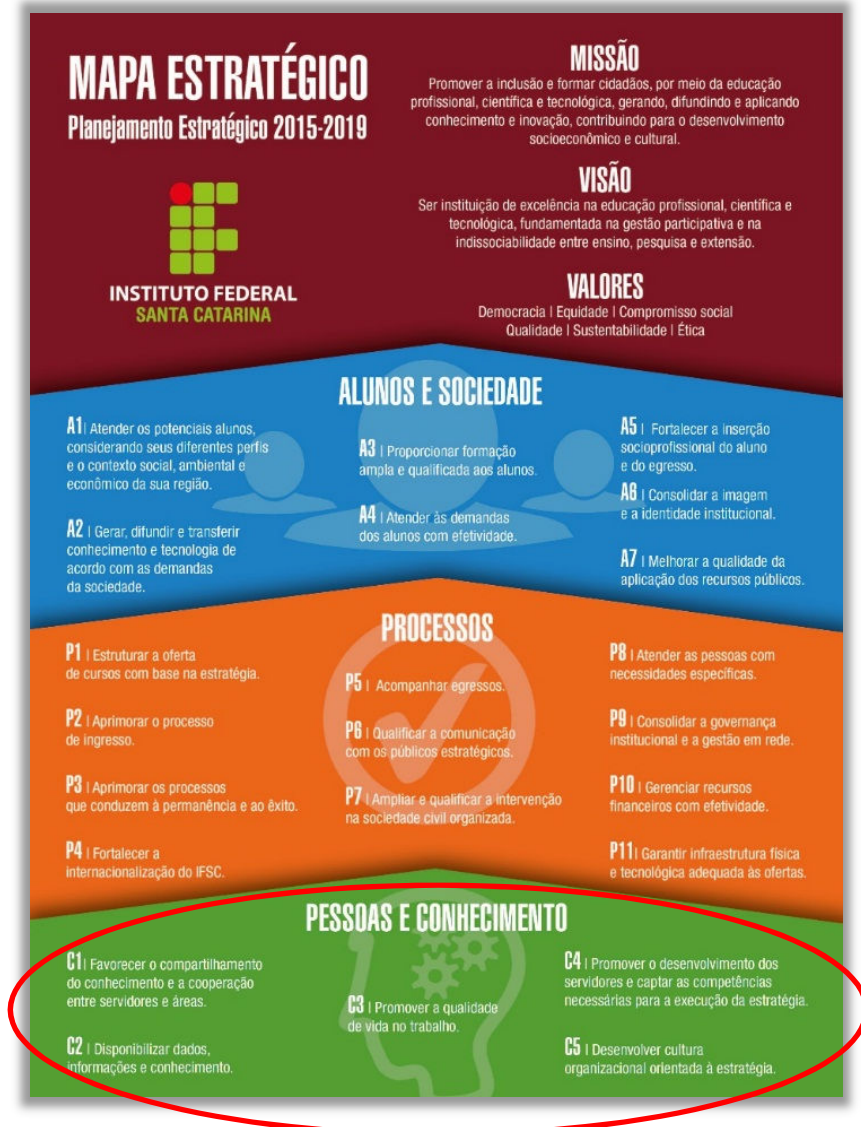 MAPA ESTRATÉGICO
Planejamento Estratégico 2015-2019
INSTITUTO FEDERAL
SANTA CATARINA
MISSÃO
Promover a inclusão e formar cidadãos, por meio da educação
profissional, científica e tecnológica, gerando, difundindo e aplicando
conhecimento e inovação, contribuindo para o desenvolvimento
socioeconômico e cultural.
VISÃO
Ser instituição de excelência na educação profissional, científica e
tecnológica, fundamentada na gestão participativa e na
indissociabilidade entre ensino, pesquisa e extensão.
VALORES
Democracia | Equidade | Compromisso social
Qualidade | Sustentabilidade | Ética
ALUNOS E SOCIEDADE
A1| Atender os potenciais alunos,
considerando seus diferentes perfis
e o contexto social, ambiental e
econômico da sua região.
A2 | Gerar, difundir e transferir
conhecimento e tecnologia de
acordo com as demandas
da sociedade.
A3 | Proporcionar formação
ampla e qualificada aos alunos.
A4 | Atender às demandas
dos alunos com efetividade.
A5 | Fortalecer a inserção
socioprofissional do aluno
e do egresso.
A6 | Consolidar a imagem
e a identidade institucional.
A7 | Melhorar a qualidade da
aplicação dos recursos públicos.
PROCESSOS
P1 | Estruturar a oferta
de cursos com base na estratégia.
P2 | Aprimorar o processo
de ingresso.
P3 | Aprimorar os processos
que conduzem à permanência e ao êxito.
P4 | Fortalecer a
internacionalização do IFSC.
P5 | Acompanhar egressos.
P6 | Qualificar a comunicação
com os públicos estratégicos.
P7 | Ampliar e qualificar a intervenção
na sociedade civil organizada.
P8 | Atender as pessoas com
necessidades específicas.
P9 | Consolidar a governança
institucional e a gestão em rede.
P10 | Gerenciar recursos
financeiros com efetividade.
P11| Garantir infraestrutura física
e tecnológica adequada às ofertas.
PESSOAS E CONHECIMENTO
C1| Favorecer o compartilhamento
do conhecimento e a cooperação
entre servidores e áreas.
C2 | Disponibilizar dados,
informações e conhecimento.
C3 | Promover a qualidade
de vida no trabalho.
C4 | Promover o desenvolvimento dos
servidores e captar as competências
necessárias para a execução da estratégia.
C5 | Desenvolver cultura
organizacional orientada à estratégia.